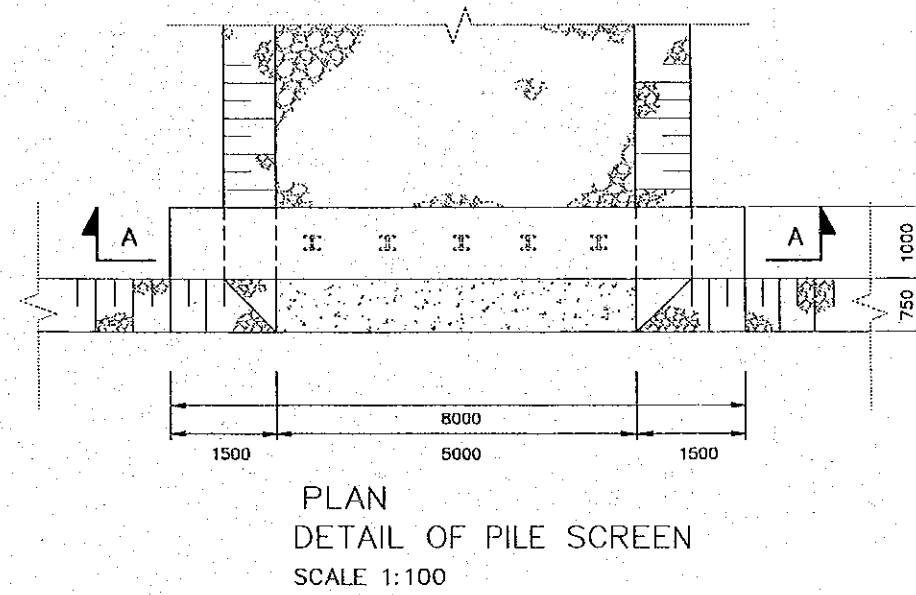 A
A
1000
750
8000
1500
5000
1500
PLAN
DETAIL OF PILE SCREEN
SCALE 1:100